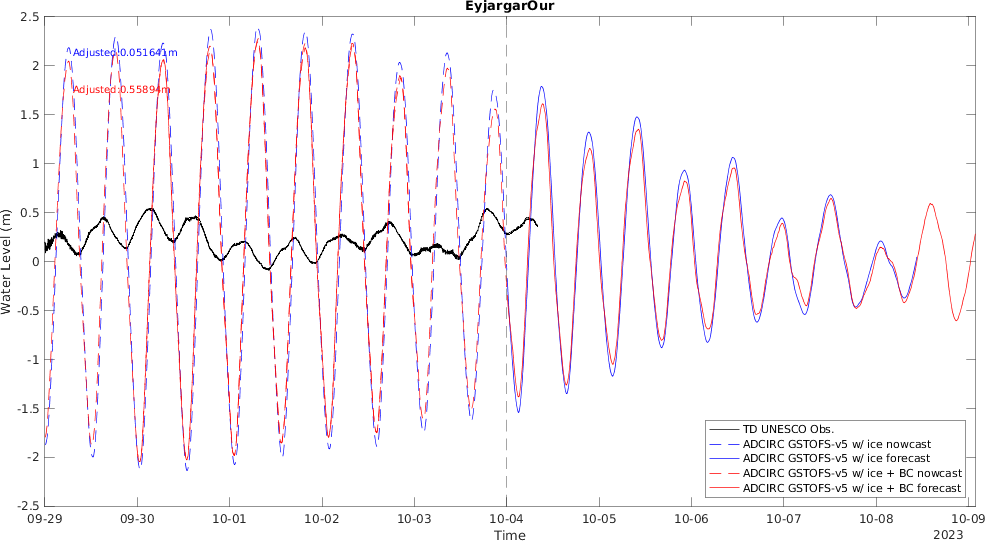 EyjargarOur
2.5
2
1.5
1
0.5
0
-0.5
-1
-1.5
-2
-2.5
Water Level (m)
Adjusted:0.051641m
Adjusted:0.55894m
TD UNESCO Obs.
ADCIRC GSTOFS-v5 w/ ice nowcast
ADCIRC GSTOFS-v5 w/ ice forecast
ADCIRC GSTOFS-v5 w/ ice + BC nowcast
ADCIRC GSTOFS-v5 w/ ice + BC forecast
09-29 09-30 10-01 10-02 10-03 10-04 10-05 10-06 10-07 10-08 10-09
Time
2023